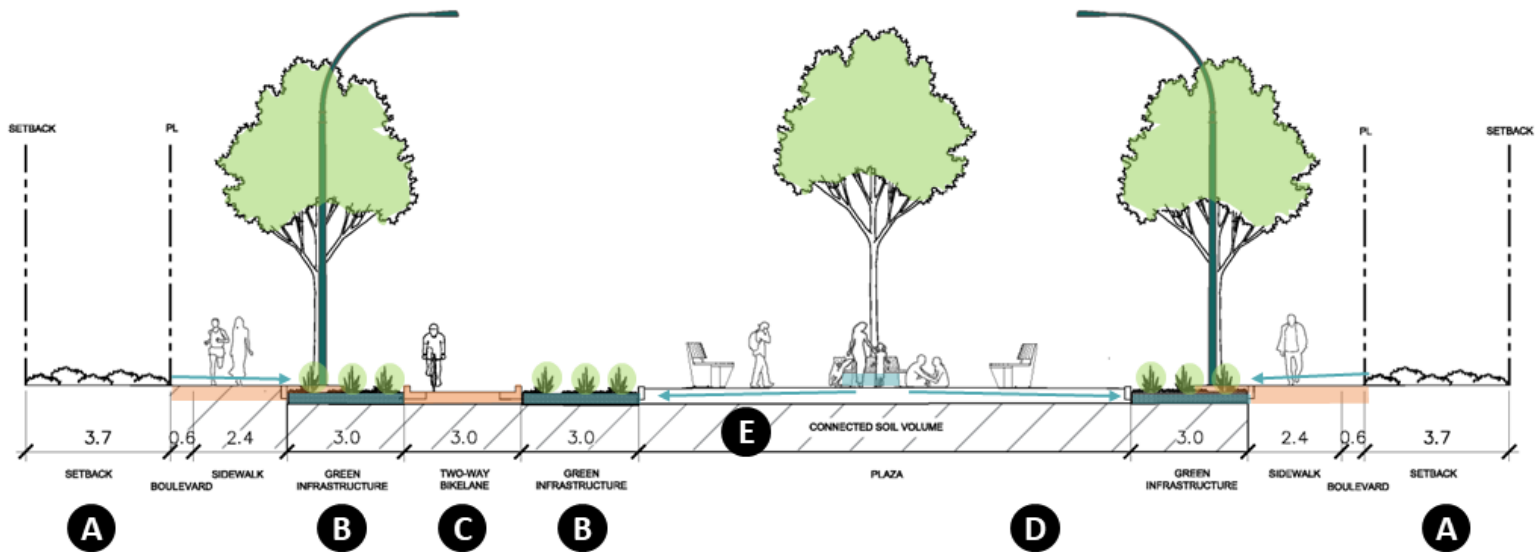 SETBACK
PL
PL
SETBACK
CONNECTED SOIL VOLUME
E
3.7
0.6
2.4
3.0
3.0
3.0
3.0
2.4
0.6
3.7
SETBACK
BOULEVARD
SIDEWALK
GREEN
INFRASTRUCTURE
TWO-WAY
BIKELANE
GREEN
INFRASTRUCTURE
PLAZA
GREEN
INFRASTRUCTURE
SIDEWALK
BOULEVARD
SETBACK
A
B
C
B
D
A